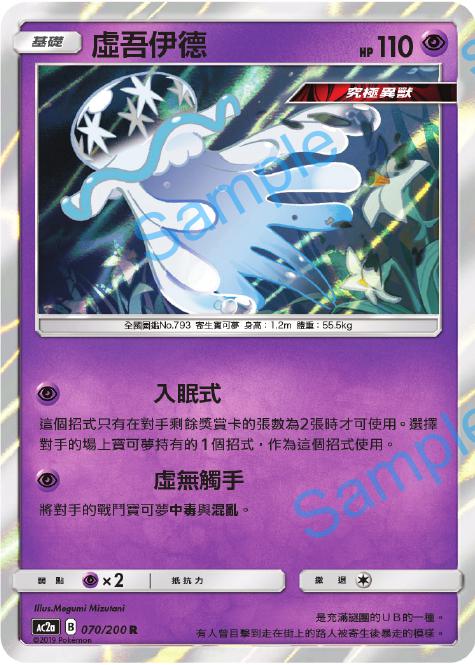 基礎 虛吾伊德 HP 110
究極異獸
Sample
全國圖鑑No.793 寄生寶可夢 身高：1.2m 體重：55.5kg
入眠式
這個招式只有在對手剩餘獎賞卡的張數為2張時才可使用。選擇
對手的場上寶可夢持有的1個招式，作為這個招式使用。
虛無觸手
將對手的戰鬥寶可夢中毒與混亂。
Sample
弱點 ×2 抵抗力 撤退
Illus.Megumi Mizutani
AC2a B 070/200 R
©2019 Pokémon
是充滿謎團的UB的一種。
有人曾目擊到走在街上的路人被寄生後暴走的模樣。